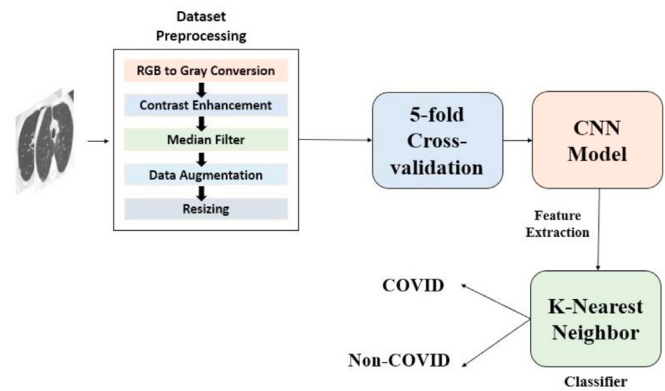 Dataset
Preprocessing
RGB to Gray Conversion
Contrast Enhancement
Median Filter
Data Augmentation
Resizing
5-fold
Cross-
validation
CNN
Model
Feature
Extraction
K-Nearest
Neighbor
Classifier
COVID
Non-COVID